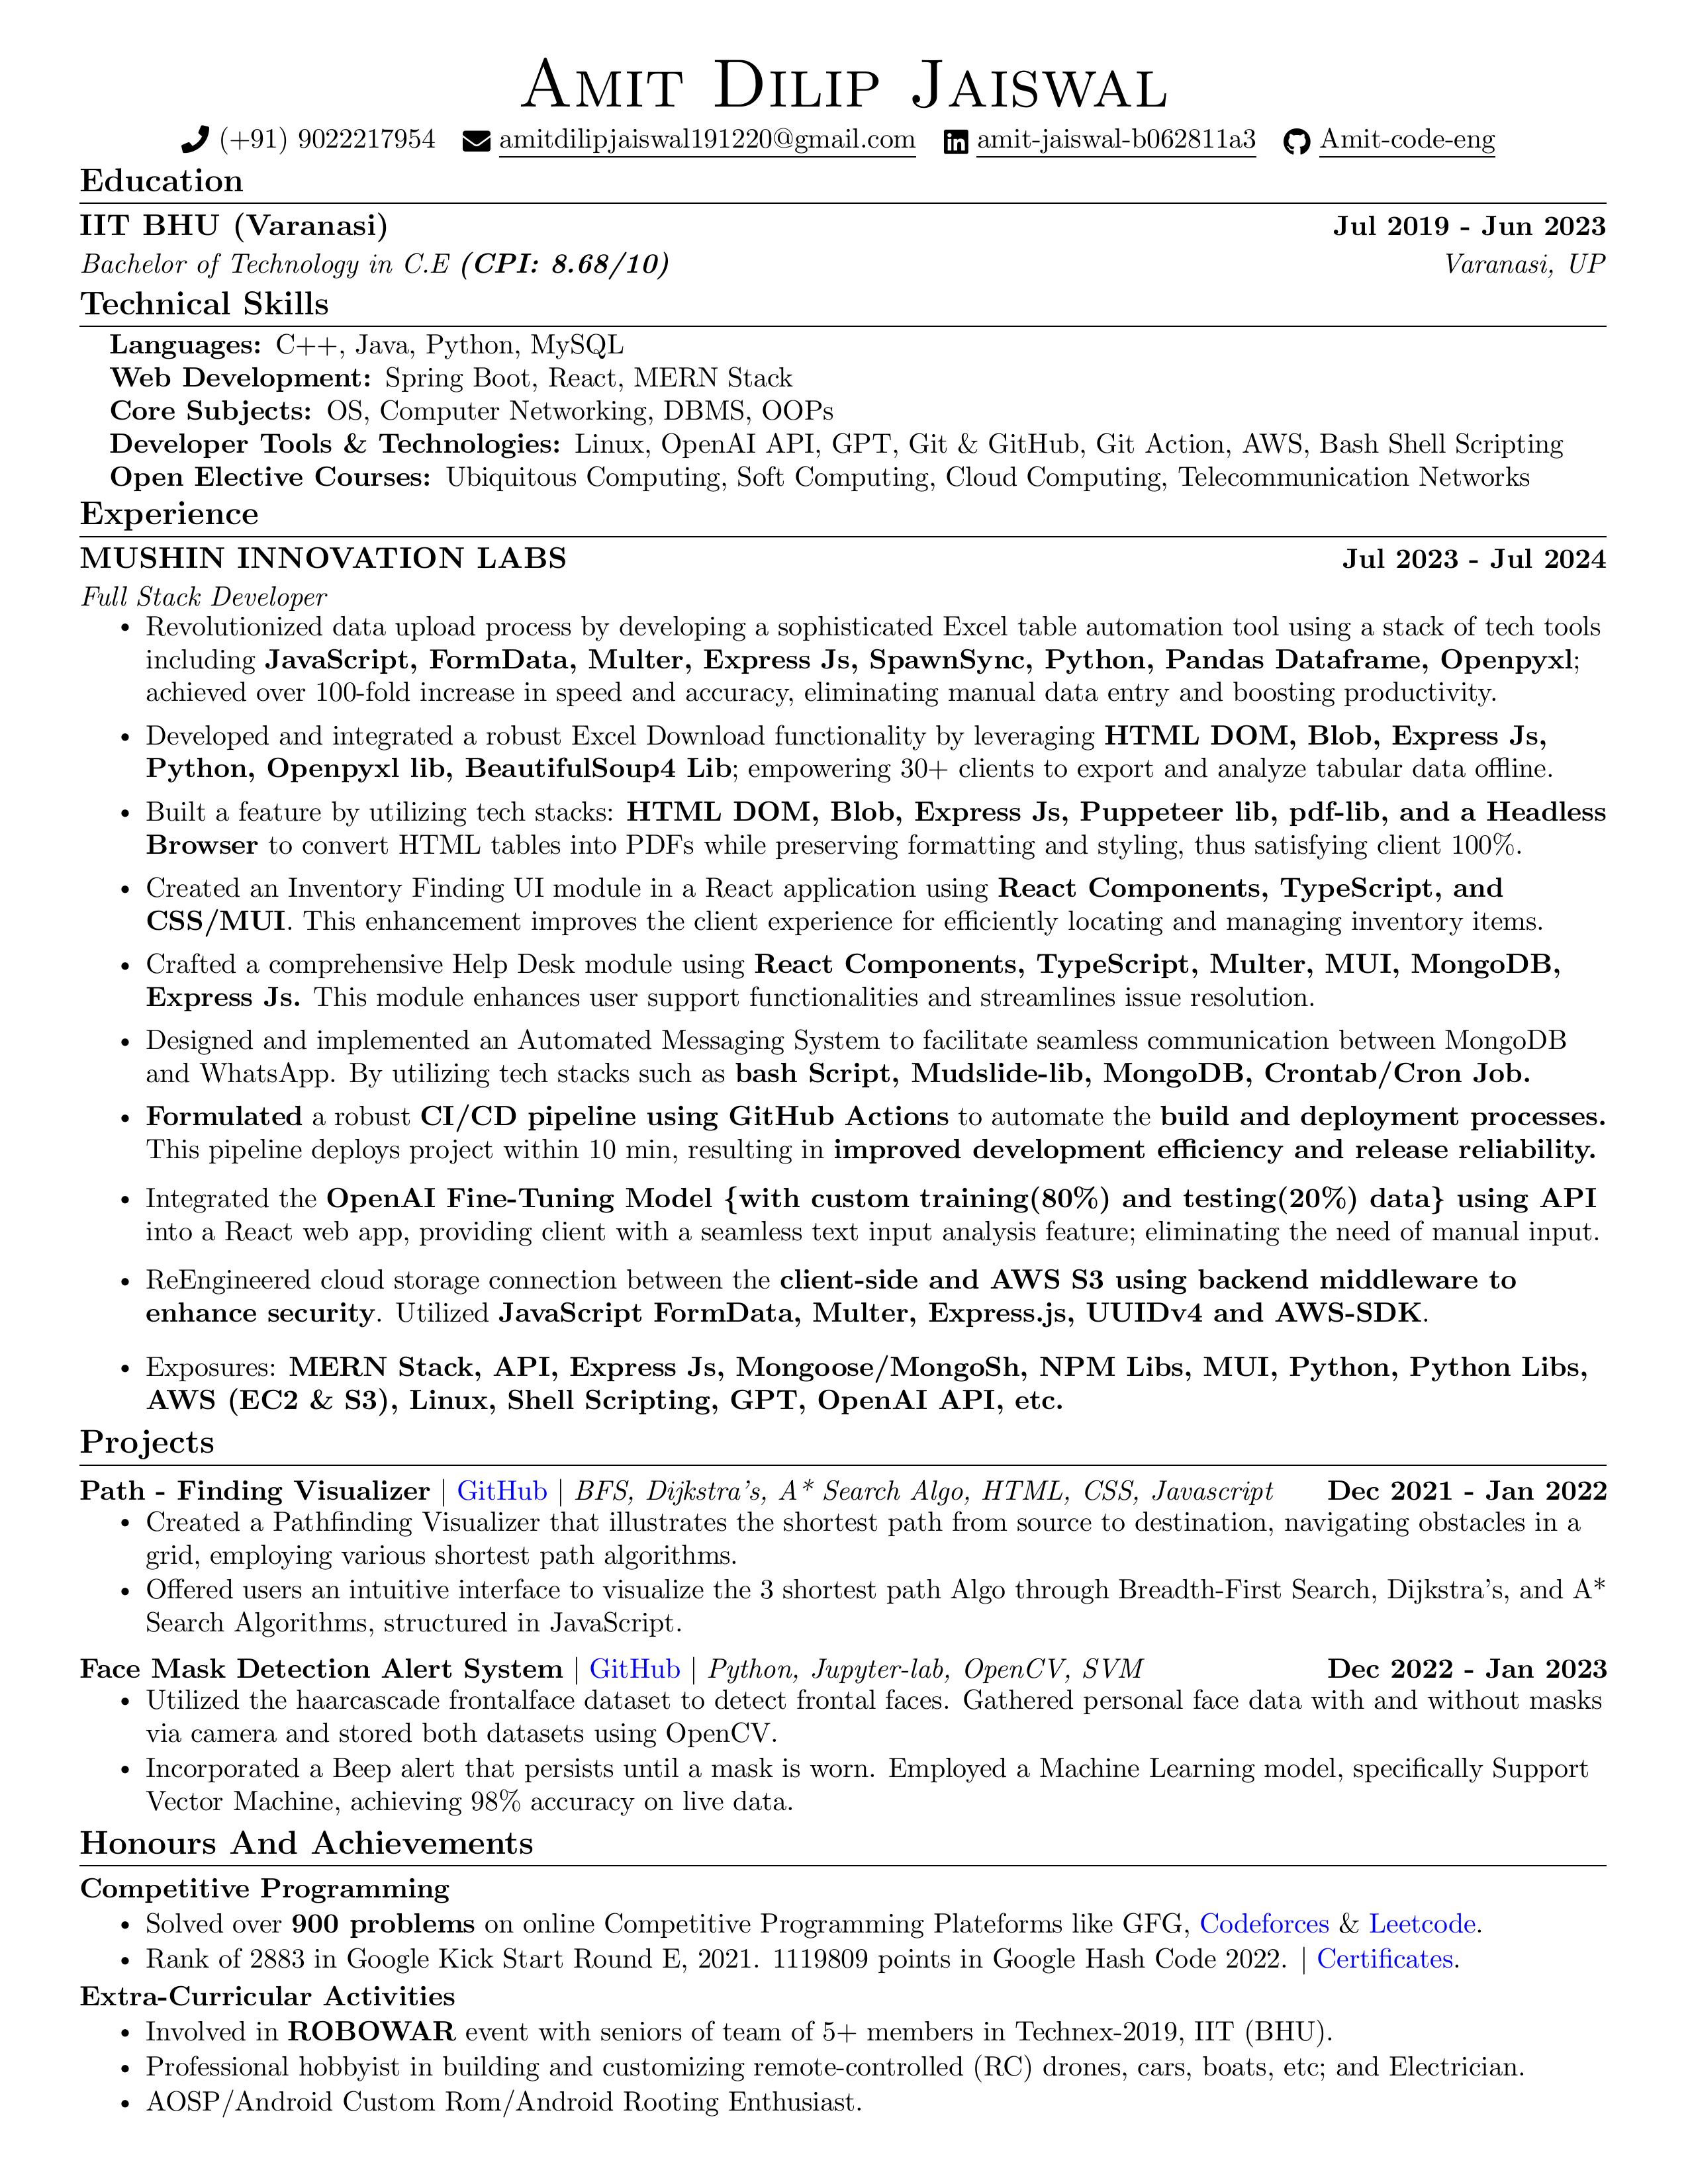 Amit Dilip Jaiswal
(+91) 9022217954 amitdilipjaiswal191220@gmail.com amit-jaiswal-b062811a3 Amit-code-eng
Education
IIT BHU (Varanasi) Jul 2019 - Jun 2023
Bachelor of Technology in C.E (CPI: 8.68/10) Varanasi, UP
Technical Skills
Languages: C++, Java, Python, MySQL
Web Development: Spring Boot, React, MERN Stack
Core Subjects: OS, Computer Networking, DBMS, OOPs
Developer Tools & Technologies: Linux, OpenAI API, GPT, Git & GitHub, Git Action, AWS, Bash Shell Scripting
Open Elective Courses: Ubiquitous Computing, Soft Computing, Cloud Computing, Telecommunication Networks
Experience
MUSHIN INNOVATION LABS Jul 2023 - Jul 2024
Full Stack Developer
• Revolutionized data upload process by developing a sophisticated Excel table automation tool using a stack of tech tools
including JavaScript, FormData, Multer, Express Js, SpawnSync, Python, Pandas Dataframe, Openpyxl;
achieved over 100-fold increase in speed and accuracy, eliminating manual data entry and boosting productivity.
• Developed and integrated a robust Excel Download functionality by leveraging HTML DOM, Blob, Express Js,
Python, Openpyxl lib, BeautifulSoup4 Lib; empowering 30+ clients to export and analyze tabular data offline.
• Built a feature by utilizing tech stacks: HTML DOM, Blob, Express Js, Puppeteer lib, pdf-lib, and a Headless
Browser to convert HTML tables into PDFs while preserving formatting and styling, thus satisfying client 100%.
• Created an Inventory Finding UI module in a React application using React Components, TypeScript, and
CSS/MUI. This enhancement improves the client experience for efficiently locating and managing inventory items.
• Crafted a comprehensive Help Desk module using React Components, TypeScript, Multer, MUI, MongoDB,
Express Js. This module enhances user support functionalities and streamlines issue resolution.
• Designed and implemented an Automated Messaging System to facilitate seamless communication between MongoDB
and WhatsApp. By utilizing tech stacks such as bash Script, Mudslide-lib, MongoDB, Crontab/Cron Job.
• Formulated a robust CI/CD pipeline using GitHub Actions to automate the build and deployment processes.
This pipeline deploys project within 10 min, resulting in improved development efficiency and release reliability.
• Integrated the OpenAI Fine-Tuning Model {with custom training(80%) and testing(20%) data} using API
into a React web app, providing client with a seamless text input analysis feature; eliminating the need of manual input.
• ReEngineered cloud storage connection between the client-side and AWS S3 using backend middleware to
enhance security. Utilized JavaScript FormData, Multer, Express.js, UUIDv4 and AWS-SDK.
• Exposures: MERN Stack, API, Express Js, Mongoose/MongoSh, NPM Libs, MUI, Python, Python Libs,
AWS (EC2 & S3), Linux, Shell Scripting, GPT, OpenAI API, etc.
Projects
Path - Finding Visualizer | GitHub | BFS, Dijkstra's, A* Search Algo, HTML, CSS, Javascript Dec 2021 - Jan 2022
• Created a Pathfinding Visualizer that illustrates the shortest path from source to destination, navigating obstacles in a
grid, employing various shortest path algorithms.
• Offered users an intuitive interface to visualize the 3 shortest path Algo through Breadth-First Search, Dijkstra's, and A*
Search Algorithms, structured in JavaScript.
Face Mask Detection Alert System | GitHub | Python, Jupyter-lab, OpenCV, SVM Dec 2022 - Jan 2023
• Utilized the haarcascade frontalface dataset to detect frontal faces. Gathered personal face data with and without masks
via camera and stored both datasets using OpenCV.
• Incorporated a Beep alert that persists until a mask is worn. Employed a Machine Learning model, specifically Support
Vector Machine, achieving 98% accuracy on live data.
Honours And Achievements
Competitive Programming
• Solved over 900 problems on online Competitive Programming Plateforms like GFG, Codeforces & Leetcode.
• Rank of 2883 in Google Kick Start Round E, 2021. 1119809 points in Google Hash Code 2022. | Certificates.
Extra-Curricular Activities
• Involved in ROBOWAR event with seniors of team of 5+ members in Technex-2019, IIT (BHU).
• Professional hobbyist in building and customizing remote-controlled (RC) drones, cars, boats, etc; and Electrician.
• AOSP/Android Custom Rom/Android Rooting Enthusiast.